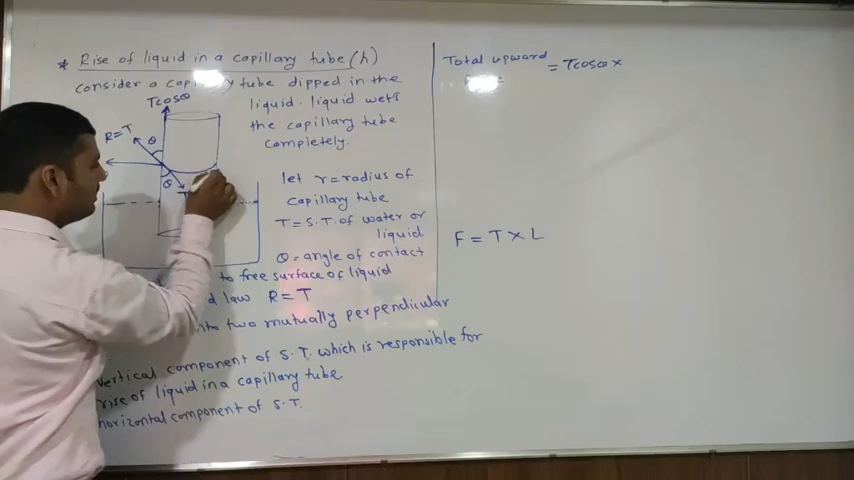 * Rise of liquid in a capillary tube (h)
consider a capi tube dipped in the
liquid. liquid wets
the capillary tube
completely.
Tcosθ
R=T
θ
θ
T
let r = radius of
capillary tube
T = S.T. of water or
liquid
θ = angle of contact
to free surface of liquid
law R = T
into two mutually perpendicular
vertical component of S.T. which is responsible for
rise of liquid in a capillary tube
horizontal component of S.T.
Total upward
= Tcosθ ×
F = T × L